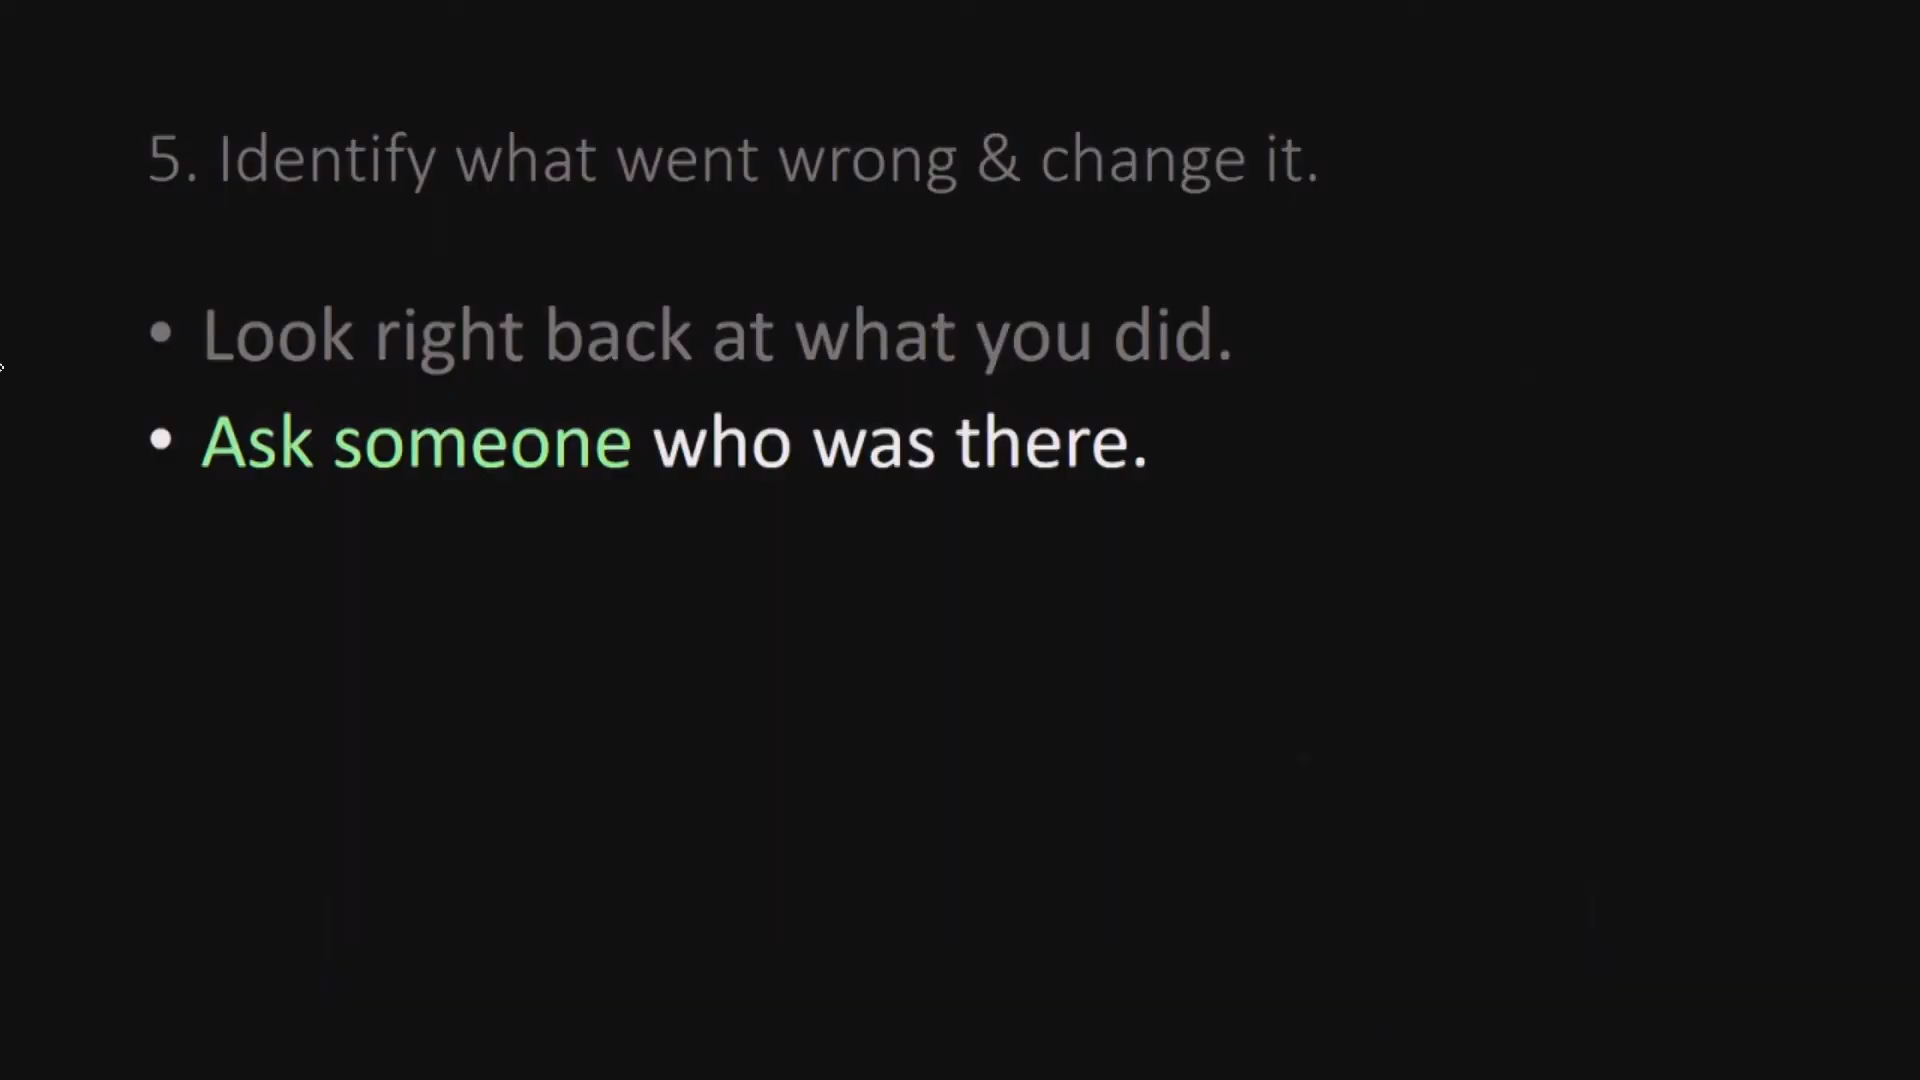 5. Identify what went wrong & change it.
• Look right back at what you did.
• Ask someone who was there.